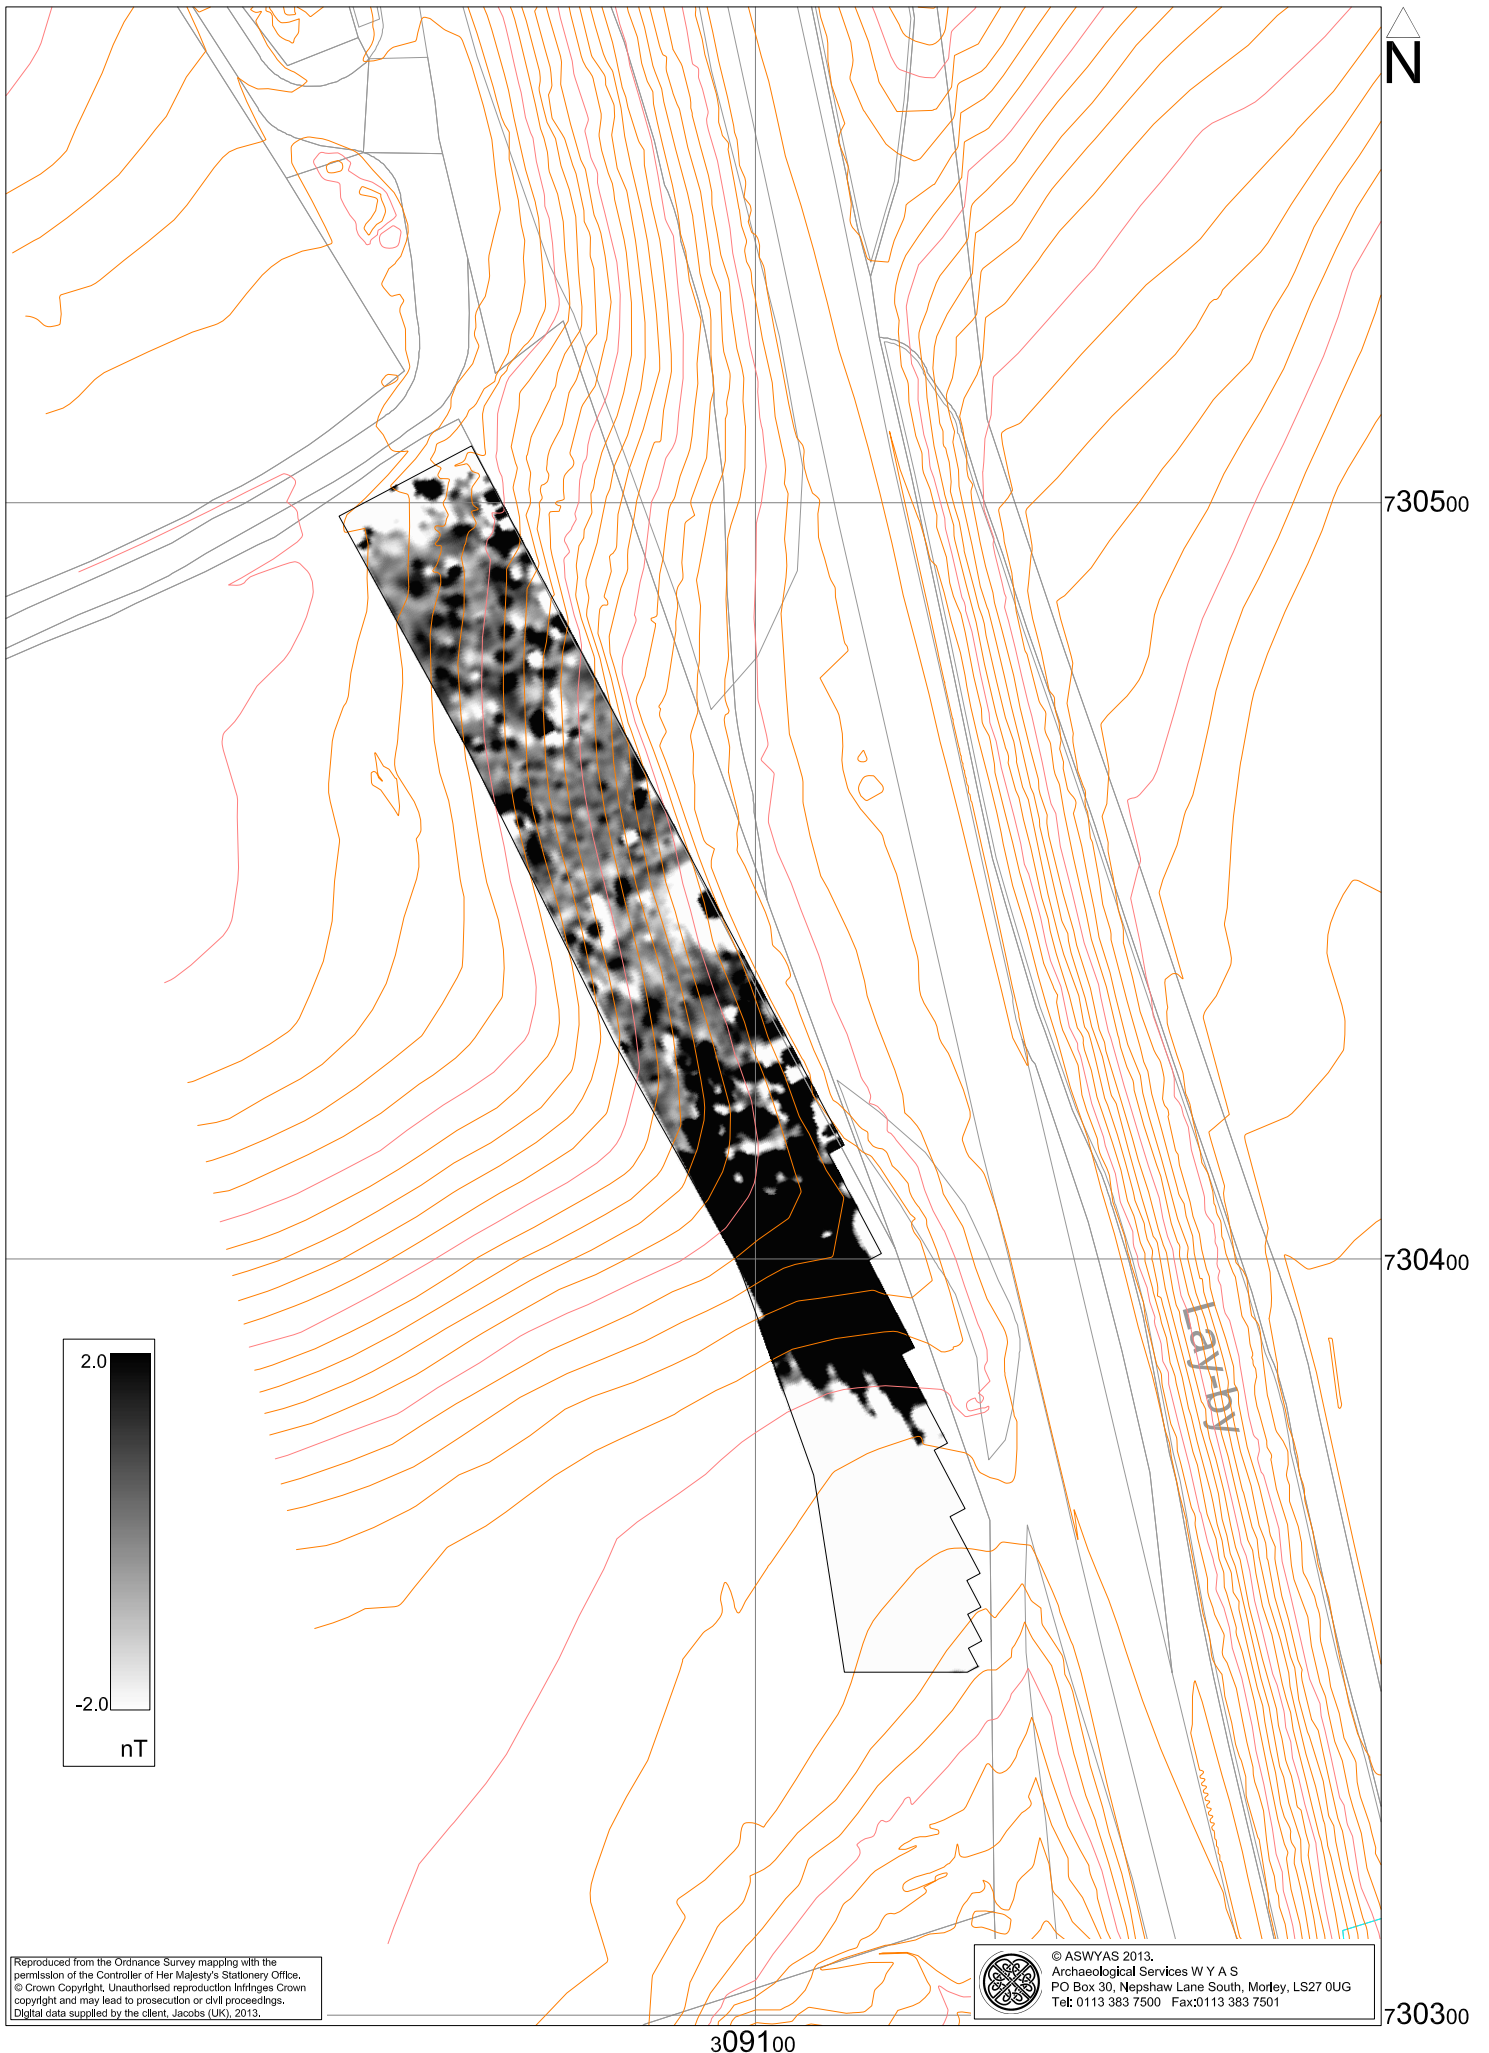 N
730500
730400
Lay-by
2.0
-2.0
nT
Reproduced from the Ordnance Survey mapping with the
permission of the Controller of Her Majesty's Stationery Office.
© Crown Copyright. Unauthorised reproduction infringes Crown
copyright and may lead to prosecution or civil proceedings.
Digital data supplied by the client, Jacobs (UK), 2013.
© ASWYAS 2013.
Archaeological Services W Y A S
PO Box 30, Nepshaw Lane South, Morley, LS27 0UG
Tel: 0113 383 7500 Fax:0113 383 7501
730300
309100